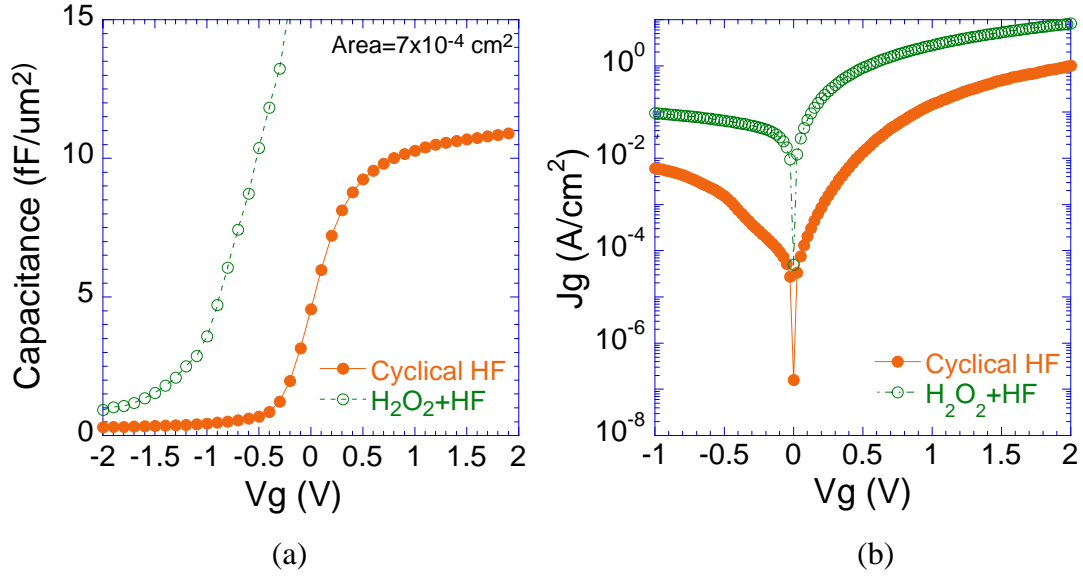 Area=7x10-4 cm2
Capacitance (fF/um2)
15
10
5
0
-2 -1.5 -1 -0.5 0 0.5 1 1.5 2
Vg (V)
Cyclical HF
H2O2+HF
(a)
Jg (A/cm2)
10^0
10^-2
10^-4
10^-6
10^-8
-1 -0.5 0 0.5 1 1.5 2
Vg (V)
Cyclical HF
H2O2+HF
(b)